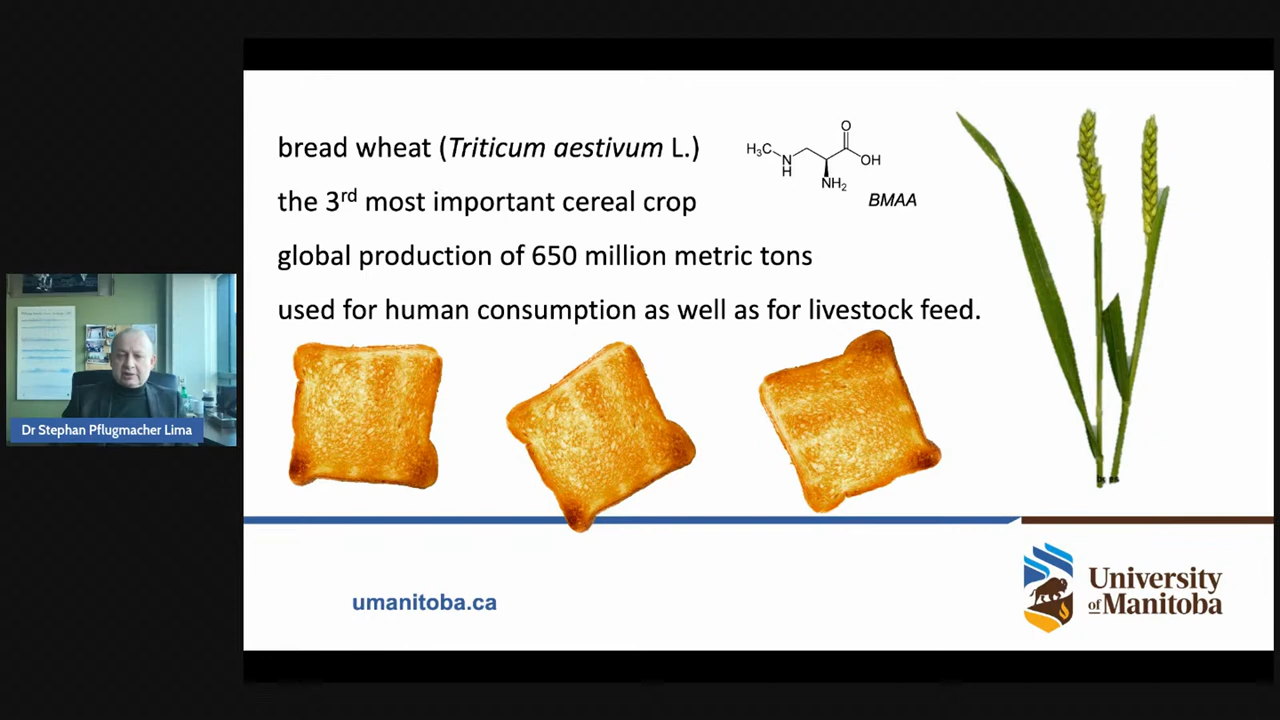 bread wheat (Triticum aestivum L.)
the 3rd most important cereal crop
global production of 650 million metric tons
used for human consumption as well as for livestock feed.
O
H₃C
N
H
OH
NH₂
BMAA
Dr Stephan Pflugmacher Lima
umanitoba.ca
University
of Manitoba